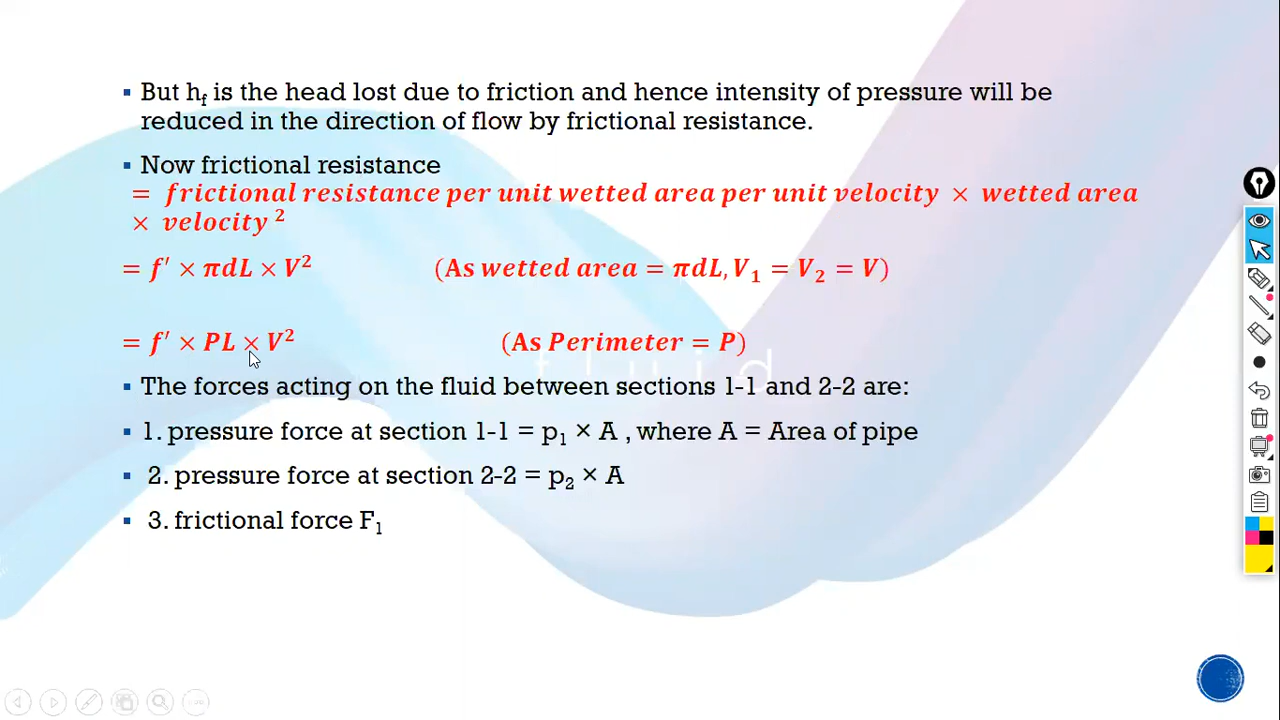 ▪ But h_f is the head lost due to friction and hence intensity of pressure will be
reduced in the direction of flow by frictional resistance.
▪ Now frictional resistance
= frictional resistance per unit wetted area per unit velocity × wetted area
× velocity ²
= f′ × πdL × V² (As wetted area = πdL, V₁ = V₂ = V)
= f′ × PL × V² (As Perimeter = P)
fluid
▪ The forces acting on the fluid between sections 1-1 and 2-2 are:
▪ 1. pressure force at section 1-1 = p₁ × A , where A = Area of pipe
▪ 2. pressure force at section 2-2 = p₂ × A
▪ 3. frictional force F₁